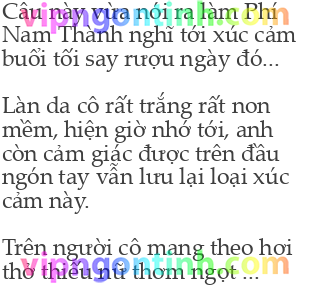 Câu này vừa nói ra làm Phí
Nam Thành nghĩ tới xúc cảm
buổi tối say rượu ngày đó...
Làn da cô rất trắng rất non
mềm, hiện giờ nhớ tới, anh
còn cảm giác được trên đầu
ngón tay vẫn lưu lại loại xúc
cảm này.
Trên người cô mang theo hơi
thở thiếu nữ thơm ngọt ...
vipngontinh.com
vipngontinh.com